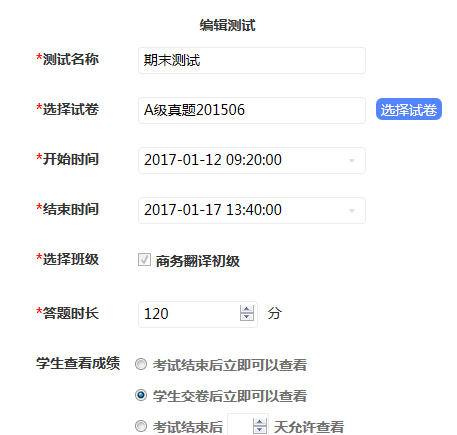 编辑测试
*测试名称 期末测试
*选择试卷 A级真题201506 选择试卷
*开始时间 2017-01-12 09:20:00
*结束时间 2017-01-17 13:40:00
*选择班级 商务翻译初级
*答题时长 120 分
学生查看成绩 考试结束后立即可以查看
学生交卷后立即可以查看
考试结束后 天允许查看